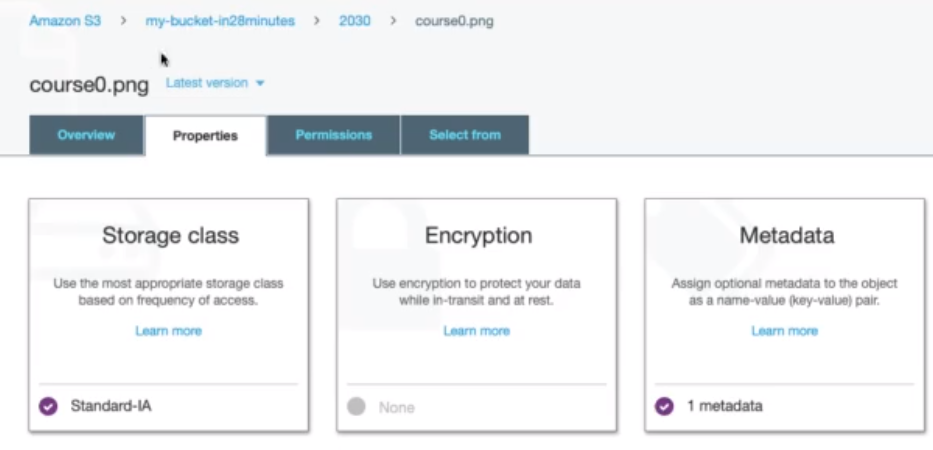 Amazon S3 > my-bucket-in28minutes > 2030 > course0.png
course0.png Latest version
Overview Properties Permissions Select from
Storage class
Use the most appropriate storage class
based on frequency of access.
Learn more
Standard-IA
Encryption
Use encryption to protect your data
while in-transit and at rest.
Learn more
None
Metadata
Assign optional metadata to the object
as a name-value (key-value) pair.
Learn more
1 metadata